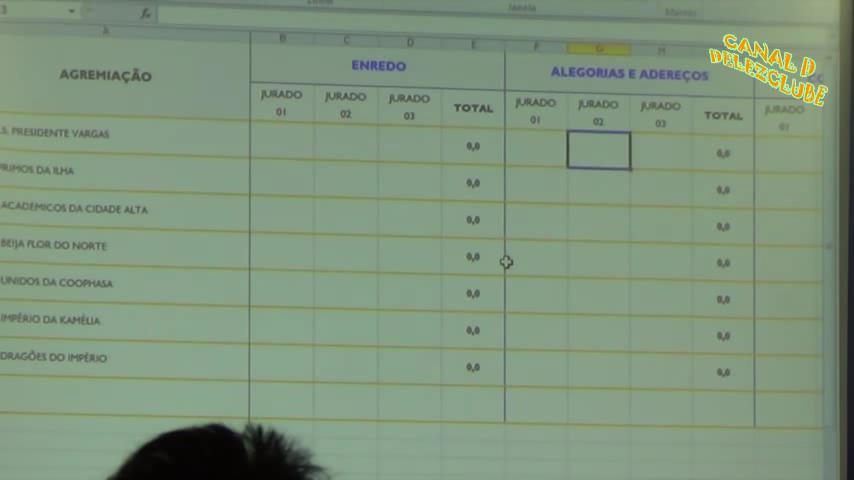 3 fx
A B C D E F G H
AGREMIAÇÃO ENREDO ALEGORIAS E ADEREÇOS
JURADO 01 JURADO 02 JURADO 03 TOTAL JURADO 01 JURADO 02 JURADO 03 TOTAL JURADO 01
S. PRESIDENTE VARGAS 0,0 0,0
PRIMOS DA ILHA 0,0 0,0
ACADEMICOS DA CIDADE ALTA 0,0 0,0
BEIJA FLOR DO NORTE 0,0 0,0
UNIDOS DA COOPHASA 0,0 0,0
IMPÉRIO DA KAMÉLIA 0,0 0,0
DRAGÕES DO IMPÉRIO 0,0 0,0
CANAL D
DELEZCLUBE